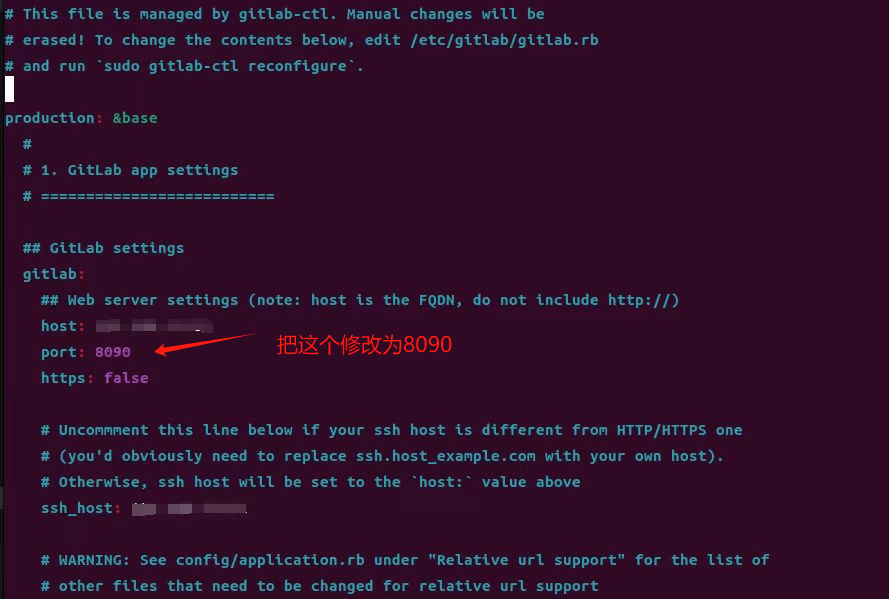 # This file is managed by gitlab-ctl. Manual changes will be
# erased! To change the contents below, edit /etc/gitlab/gitlab.rb
# and run `sudo gitlab-ctl reconfigure`.
production: &base
#
# 1. GitLab app settings
# ==========================
## GitLab settings
gitlab:
## Web server settings (note: host is the FQDN, do not include http://)
host:
port: 8090
把这个修改为8090
https: false
# Uncommment this line below if your ssh host is different from HTTP/HTTPS one
# (you'd obviously need to replace ssh.host_example.com with your own host).
# Otherwise, ssh host will be set to the `host:` value above
ssh_host:
# WARNING: See config/application.rb under "Relative url support" for the list of
# other files that need to be changed for relative url support